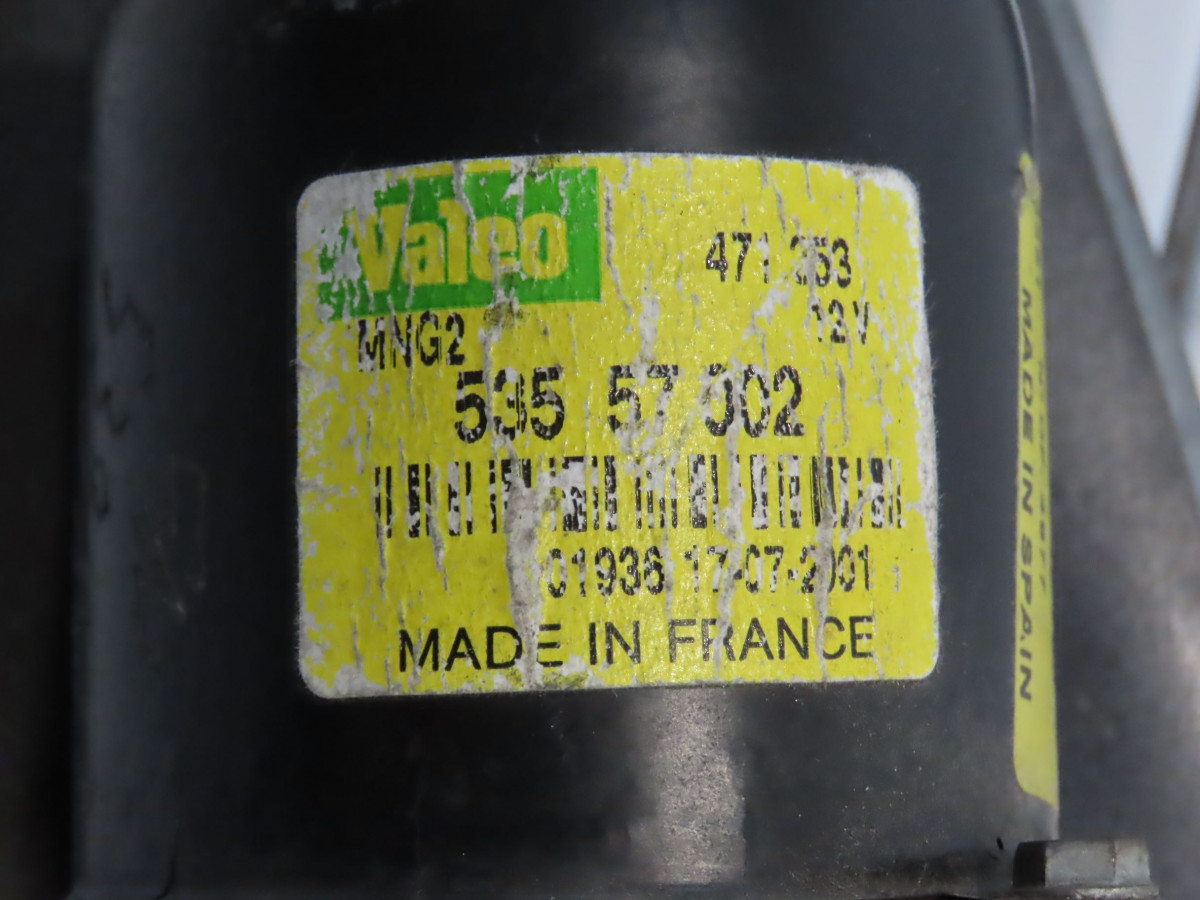 Valeo
471 253
MNG2
12V
535 57 002
01936 17-07-2001
MADE IN FRANCE
MADE IN SPAIN